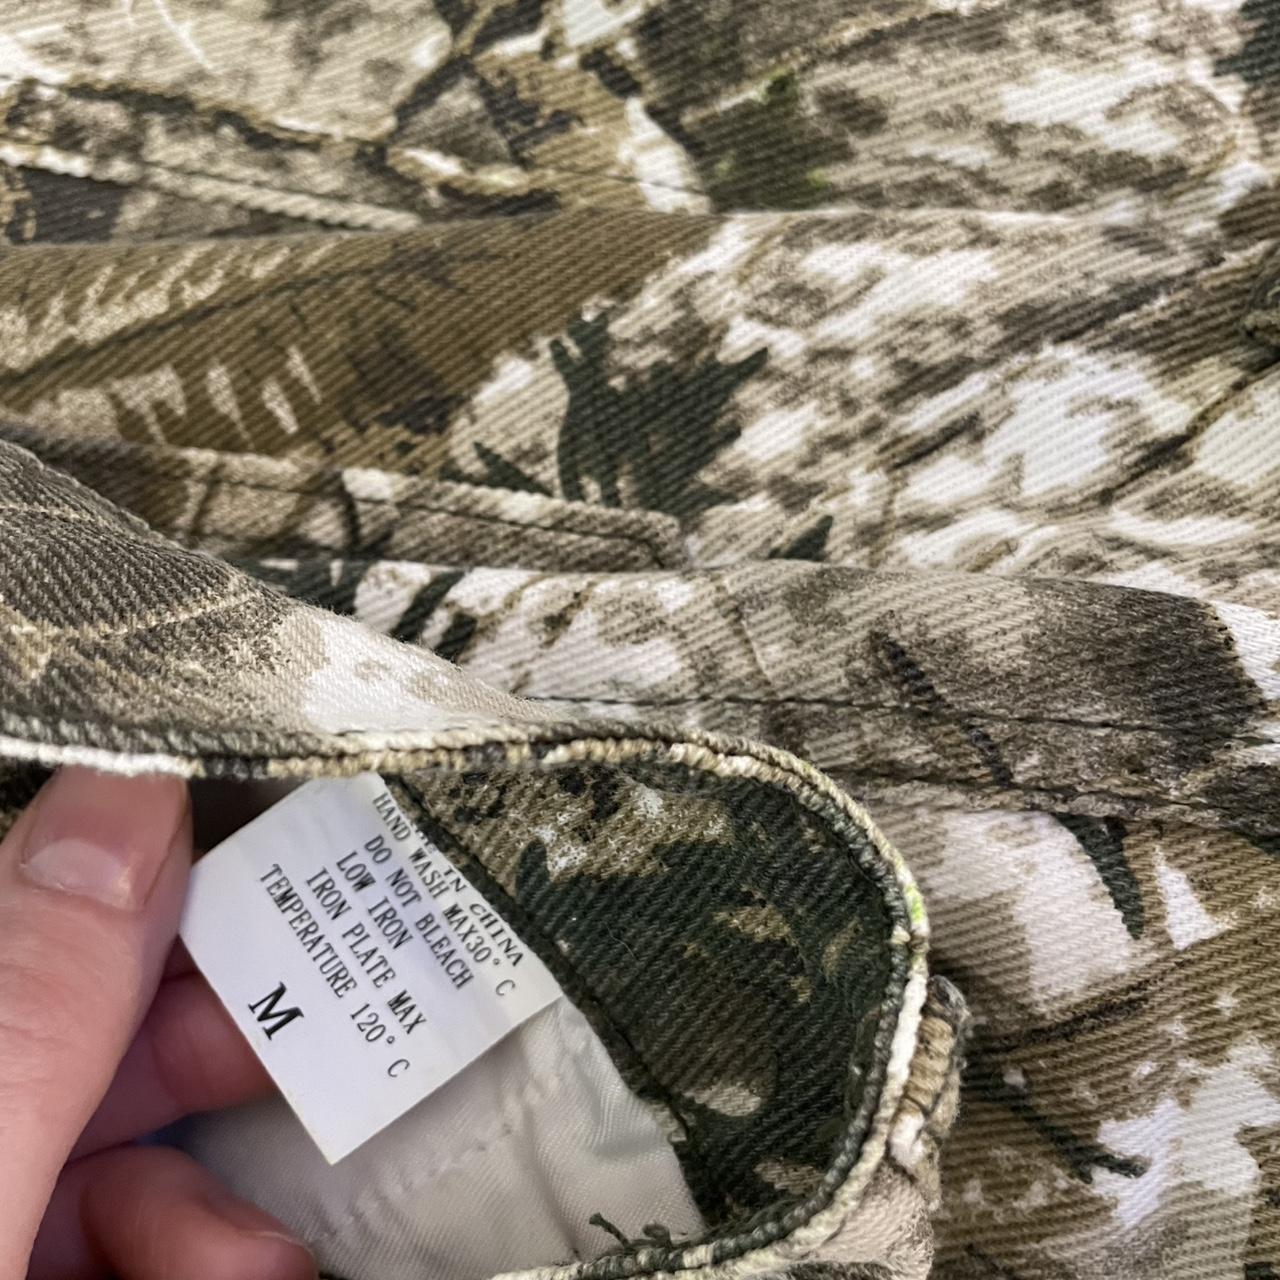 IN CHINA
HAND WASH MAX30° C
DO NOT BLEACH
LOW IRON
IRON PLATE MAX
TEMPERATURE 120° C
M